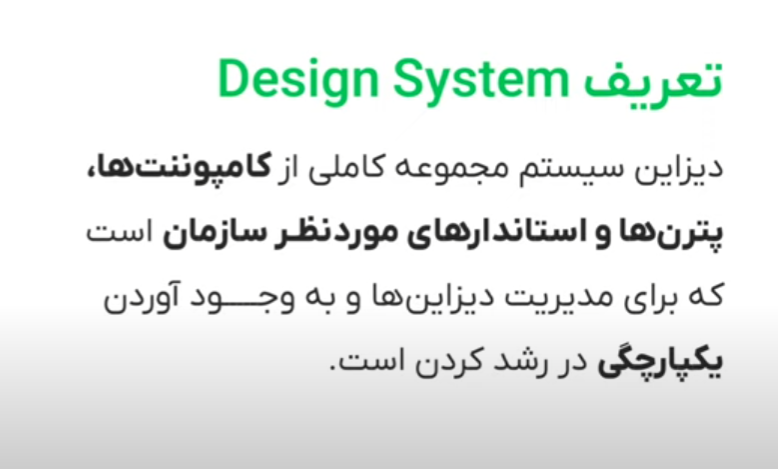 تعریف Design System
دیزاین سیستم مجموعه کاملی از کامپوننت‌ها،
پترن‌ها و استاندارهای موردنظر سازمان است
که برای مدیریت دیزاین‌ها و به وجـــود آوردن
یکپارچگی در رشد کردن است.